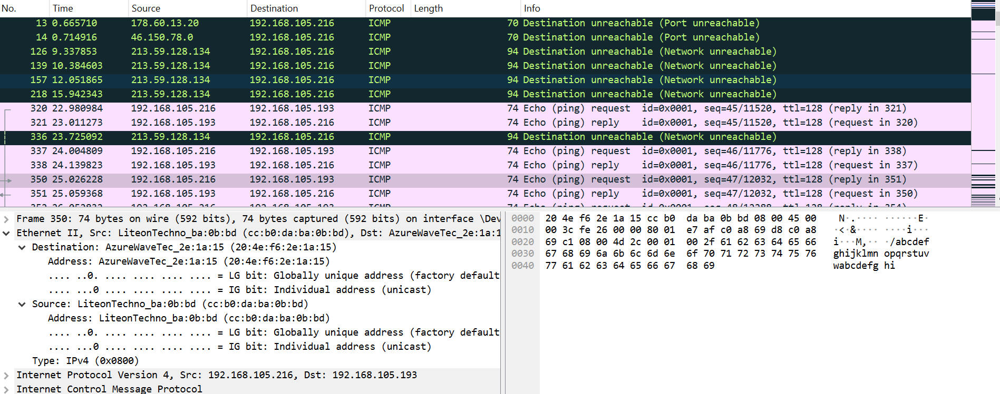 No. Time Source Destination Protocol Length Info
13 0.665710 178.60.13.20 192.168.105.216 ICMP 70 Destination unreachable (Port unreachable)
14 0.714916 46.150.78.0 192.168.105.216 ICMP 70 Destination unreachable (Port unreachable)
126 9.337853 213.59.128.134 192.168.105.216 ICMP 94 Destination unreachable (Network unreachable)
139 10.384603 213.59.128.134 192.168.105.216 ICMP 94 Destination unreachable (Network unreachable)
157 12.051865 213.59.128.134 192.168.105.216 ICMP 94 Destination unreachable (Network unreachable)
218 15.942343 213.59.128.134 192.168.105.216 ICMP 94 Destination unreachable (Network unreachable)
320 22.980984 192.168.105.216 192.168.105.193 ICMP 74 Echo (ping) request id=0x0001, seq=45/11520, ttl=128 (reply in 321)
321 23.011273 192.168.105.193 192.168.105.216 ICMP 74 Echo (ping) reply id=0x0001, seq=45/11520, ttl=128 (request in 320)
336 23.725092 213.59.128.134 192.168.105.216 ICMP 94 Destination unreachable (Network unreachable)
337 24.004809 192.168.105.216 192.168.105.193 ICMP 74 Echo (ping) request id=0x0001, seq=46/11776, ttl=128 (reply in 338)
338 24.139823 192.168.105.193 192.168.105.216 ICMP 74 Echo (ping) reply id=0x0001, seq=46/11776, ttl=128 (request in 337)
350 25.026228 192.168.105.216 192.168.105.193 ICMP 74 Echo (ping) request id=0x0001, seq=47/12032, ttl=128 (reply in 351)
351 25.059368 192.168.105.193 192.168.105.216 ICMP 74 Echo (ping) reply id=0x0001, seq=47/12032, ttl=128 (request in 350)
Frame 350: 74 bytes on wire (592 bits), 74 bytes captured (592 bits) on interface \Dev
Ethernet II, Src: LiteonTechno_ba:0b:bd (cc:b0:da:ba:0b:bd), Dst: AzureWaveTec_2e:1a:1
Destination: AzureWaveTec_2e:1a:15 (20:4e:f6:2e:1a:15)
Address: AzureWaveTec_2e:1a:15 (20:4e:f6:2e:1a:15)
.... ..0. .... .... .... .... = LG bit: Globally unique address (factory default
.... ...0 .... .... .... .... = IG bit: Individual address (unicast)
Source: LiteonTechno_ba:0b:bd (cc:b0:da:ba:0b:bd)
Address: LiteonTechno_ba:0b:bd (cc:b0:da:ba:0b:bd)
.... ..0. .... .... .... .... = LG bit: Globally unique address (factory default
.... ...0 .... .... .... .... = IG bit: Individual address (unicast)
Type: IPv4 (0x0800)
Internet Protocol Version 4, Src: 192.168.105.216, Dst: 192.168.105.193
Internet Control Message Protocol
0000 20 4e f6 2e 1a 15 cc b0 da ba 0b bd 08 00 45 00 N·.···· ······E·
0010 00 3c fe 26 00 00 80 01 e7 af c0 a8 69 d8 c0 a8 ·<·&···· ····i···
0020 69 c1 08 00 4d 2c 00 01 00 2f 61 62 63 64 65 66 i···M,·· ·/abcdef
0030 67 68 69 6a 6b 6c 6d 6e 6f 70 71 72 73 74 75 76 ghijklmn opqrstuv
0040 77 61 62 63 64 65 66 67 68 69 wabcdefg hi